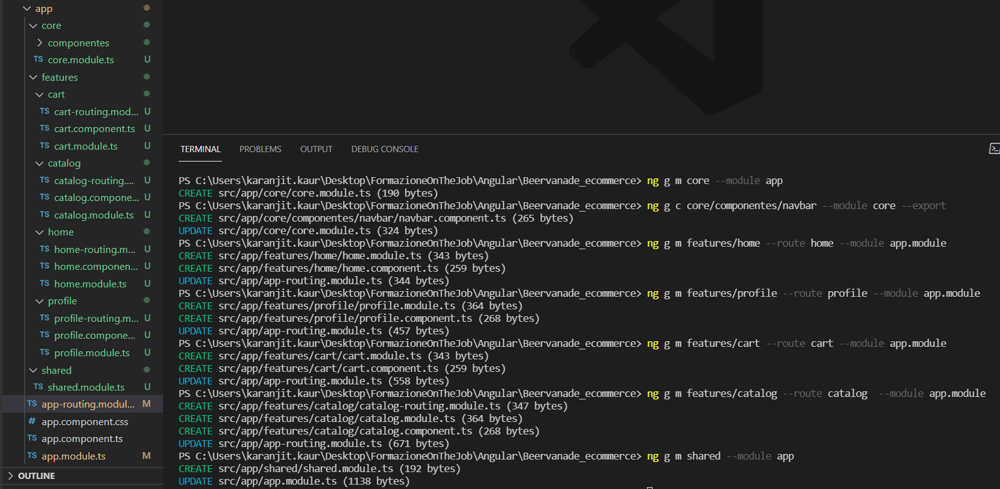 app
core
componentes
TS core.module.ts U
features
cart
TS cart-routing.mod... U
TS cart.component.ts U
TS cart.module.ts U
catalog
TS catalog-routing.... U
TS catalog.compone... U
TS catalog.module.ts U
home
TS home-routing.m... U
TS home.componen... U
TS home.module.ts U
profile
TS profile-routing.m... U
TS profile.compone... U
TS profile.module.ts U
shared
TS shared.module.ts U
TS app-routing.modul... M
# app.component.css
TS app.component.ts
TS app.module.ts M
OUTLINE
TERMINAL PROBLEMS OUTPUT DEBUG CONSOLE
PS C:\Users\karanjit.kaur\Desktop\FormazioneOnTheJob\Angular\Beervanade_ecommerce> ng g m core --module app
CREATE src/app/core/core.module.ts (190 bytes)
PS C:\Users\karanjit.kaur\Desktop\FormazioneOnTheJob\Angular\Beervanade_ecommerce> ng g c core/componentes/navbar --module core --export
CREATE src/app/core/componentes/navbar/navbar.component.ts (265 bytes)
UPDATE src/app/core/core.module.ts (324 bytes)
PS C:\Users\karanjit.kaur\Desktop\FormazioneOnTheJob\Angular\Beervanade_ecommerce> ng g m features/home --route home --module app.module
CREATE src/app/features/home/home.module.ts (343 bytes)
CREATE src/app/features/home/home.component.ts (259 bytes)
UPDATE src/app/app-routing.module.ts (344 bytes)
PS C:\Users\karanjit.kaur\Desktop\FormazioneOnTheJob\Angular\Beervanade_ecommerce> ng g m features/profile --route profile --module app.module
CREATE src/app/features/profile/profile.module.ts (364 bytes)
CREATE src/app/features/profile/profile.component.ts (268 bytes)
UPDATE src/app/app-routing.module.ts (457 bytes)
PS C:\Users\karanjit.kaur\Desktop\FormazioneOnTheJob\Angular\Beervanade_ecommerce> ng g m features/cart --route cart --module app.module
CREATE src/app/features/cart/cart.module.ts (343 bytes)
CREATE src/app/features/cart/cart.component.ts (259 bytes)
UPDATE src/app/app-routing.module.ts (558 bytes)
PS C:\Users\karanjit.kaur\Desktop\FormazioneOnTheJob\Angular\Beervanade_ecommerce> ng g m features/catalog --route catalog  --module app.module
CREATE src/app/features/catalog/catalog-routing.module.ts (347 bytes)
CREATE src/app/features/catalog/catalog.module.ts (364 bytes)
CREATE src/app/features/catalog/catalog.component.ts (268 bytes)
UPDATE src/app/app-routing.module.ts (671 bytes)
PS C:\Users\karanjit.kaur\Desktop\FormazioneOnTheJob\Angular\Beervanade_ecommerce> ng g m shared --module app
CREATE src/app/shared/shared.module.ts (192 bytes)
UPDATE src/app/app.module.ts (1138 bytes)